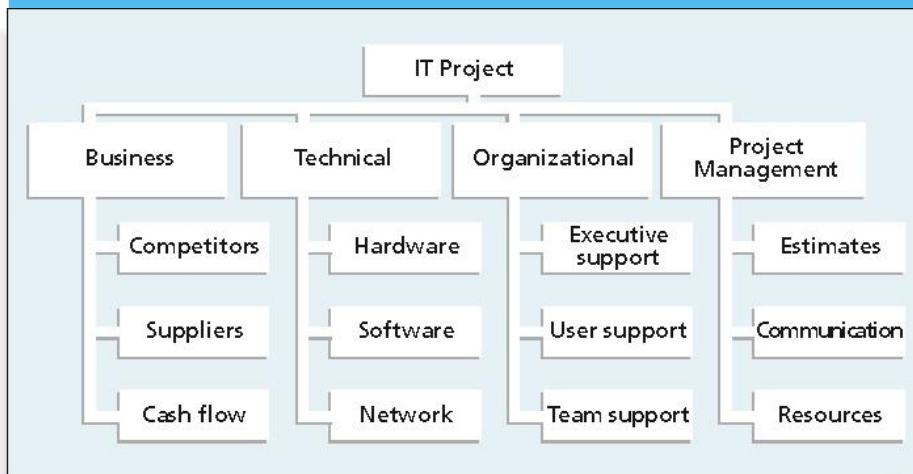 IT Project
Business
Technical
Organizational
Project
Management
Competitors
Hardware
Executive
support
Estimates
Suppliers
Software
User support
Communication
Cash flow
Network
Team support
Resources